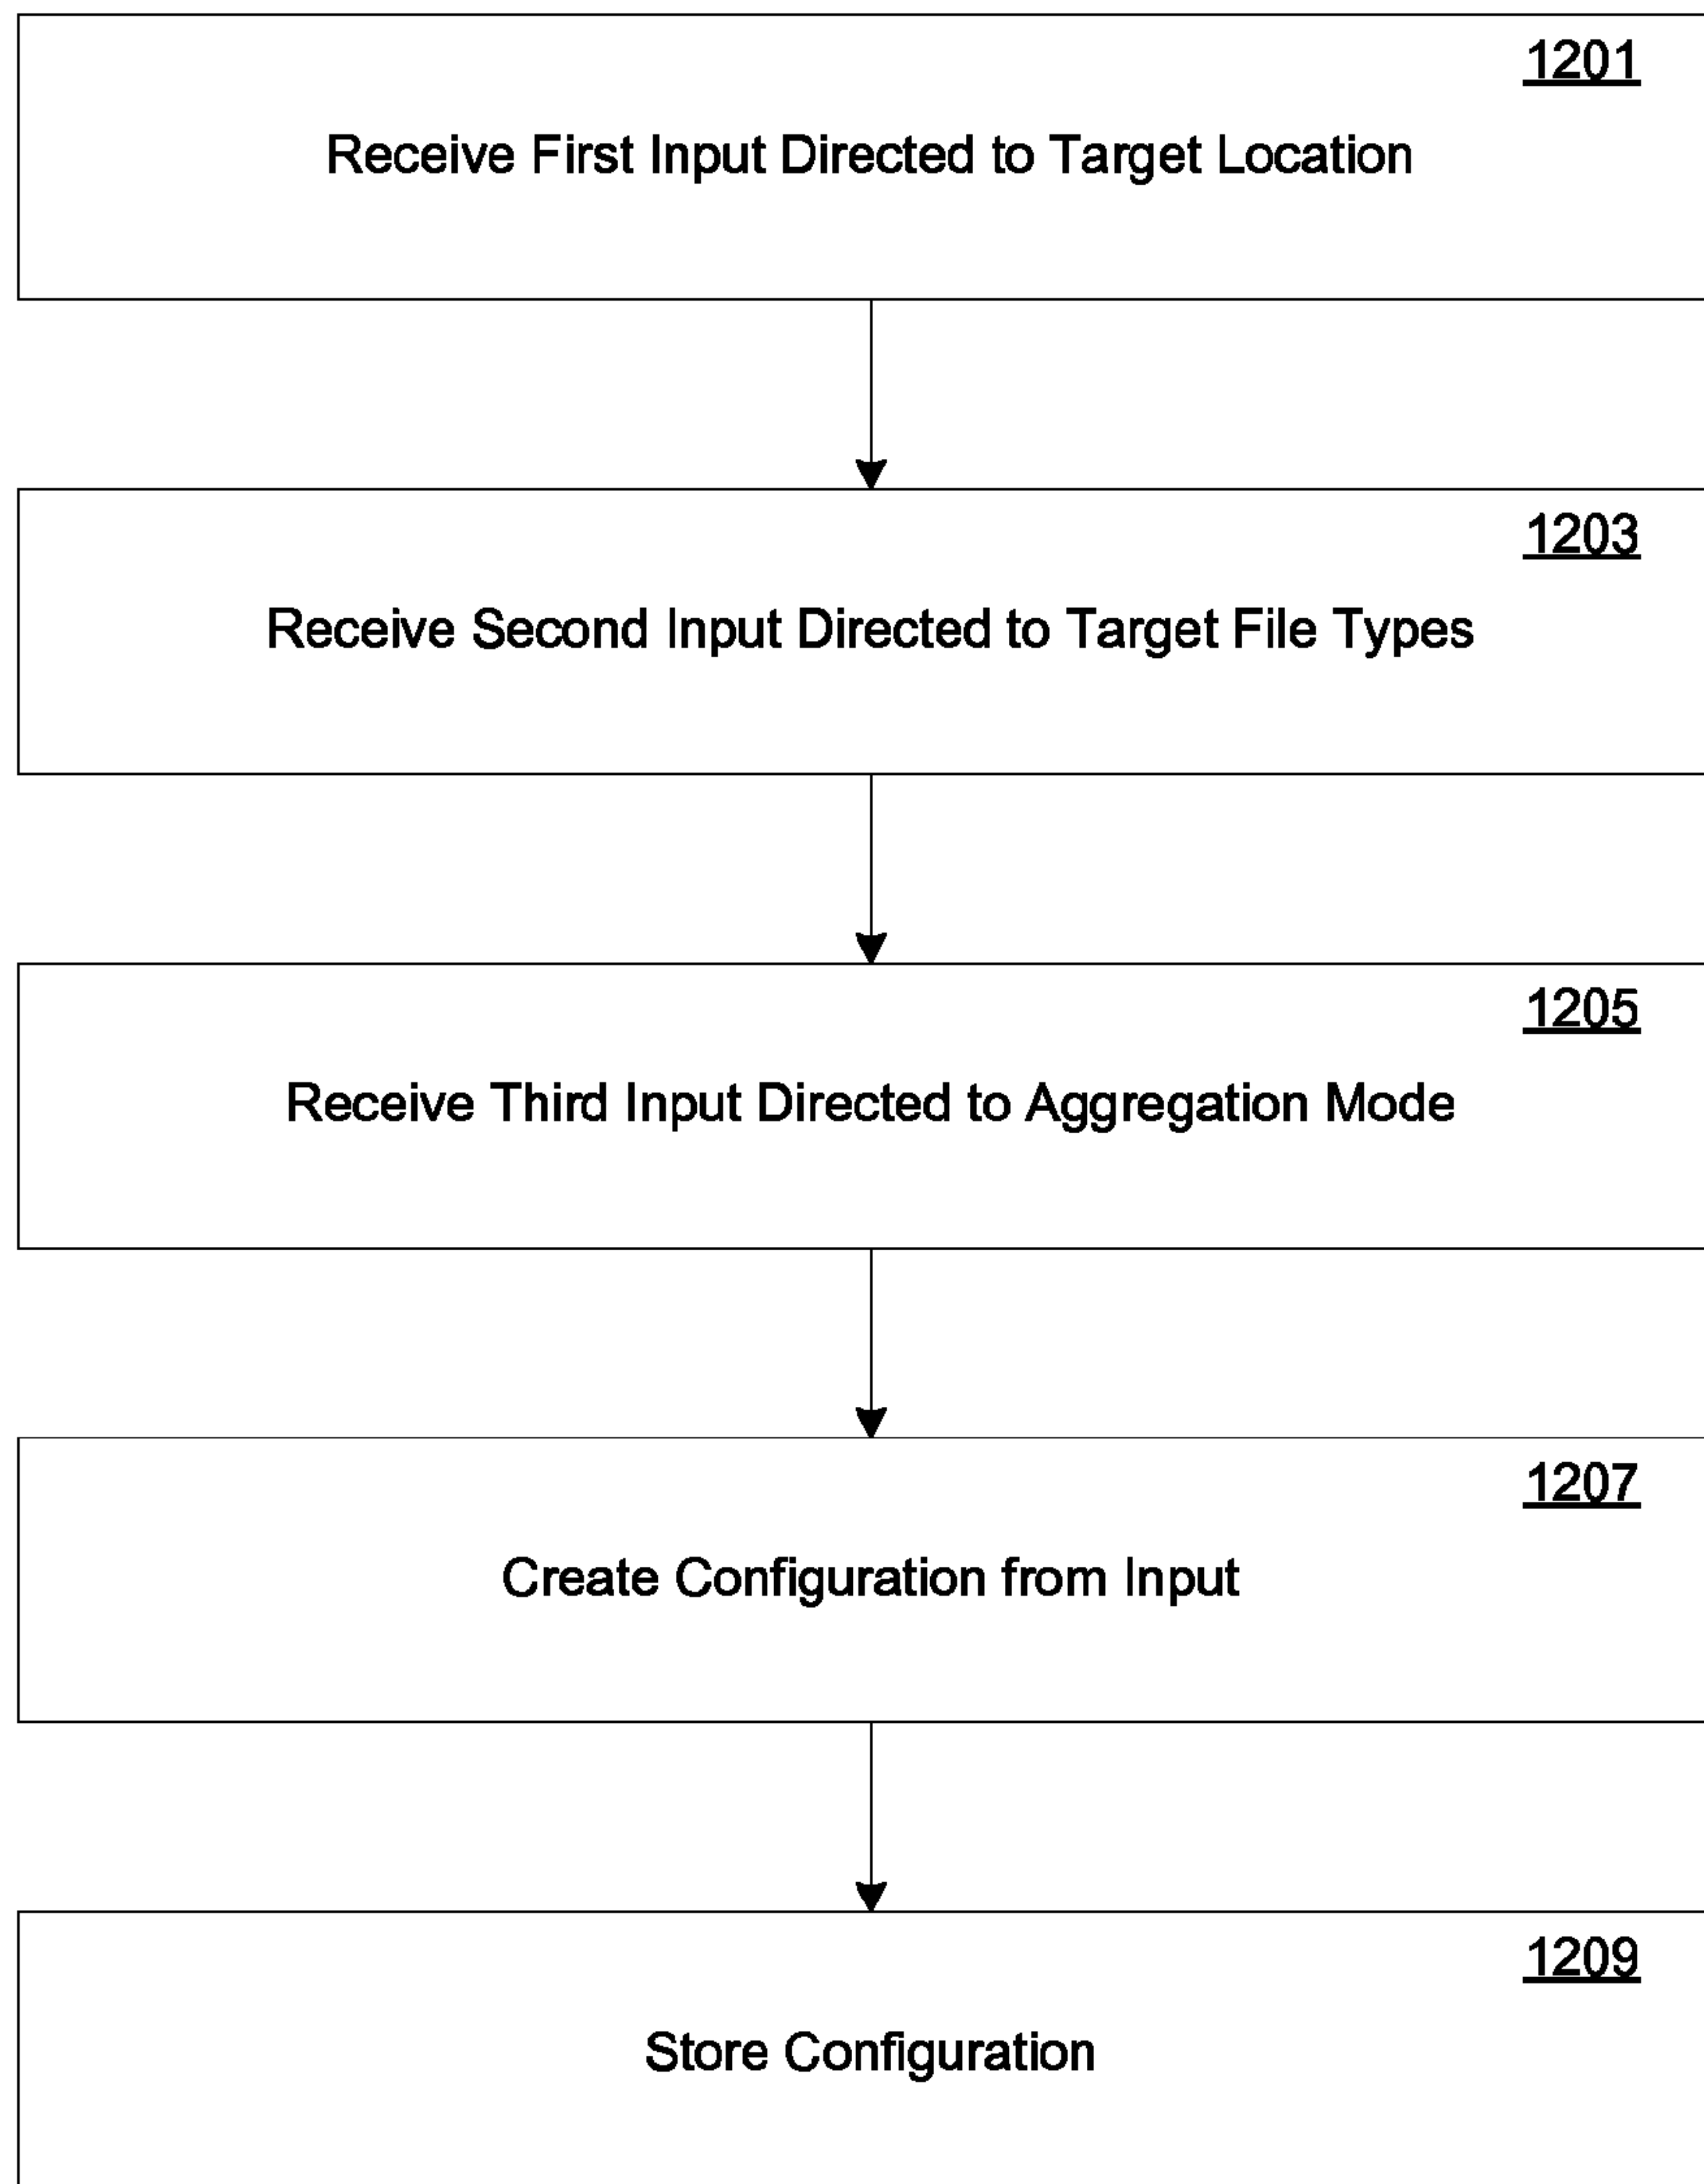 1201
Receive First Input Directed to Target Location
1203
Receive Second Input Directed to Target File Types
1205
Receive Third Input Directed to Aggregation Mode
1207
Create Configuration from Input
1209
Store Configuration